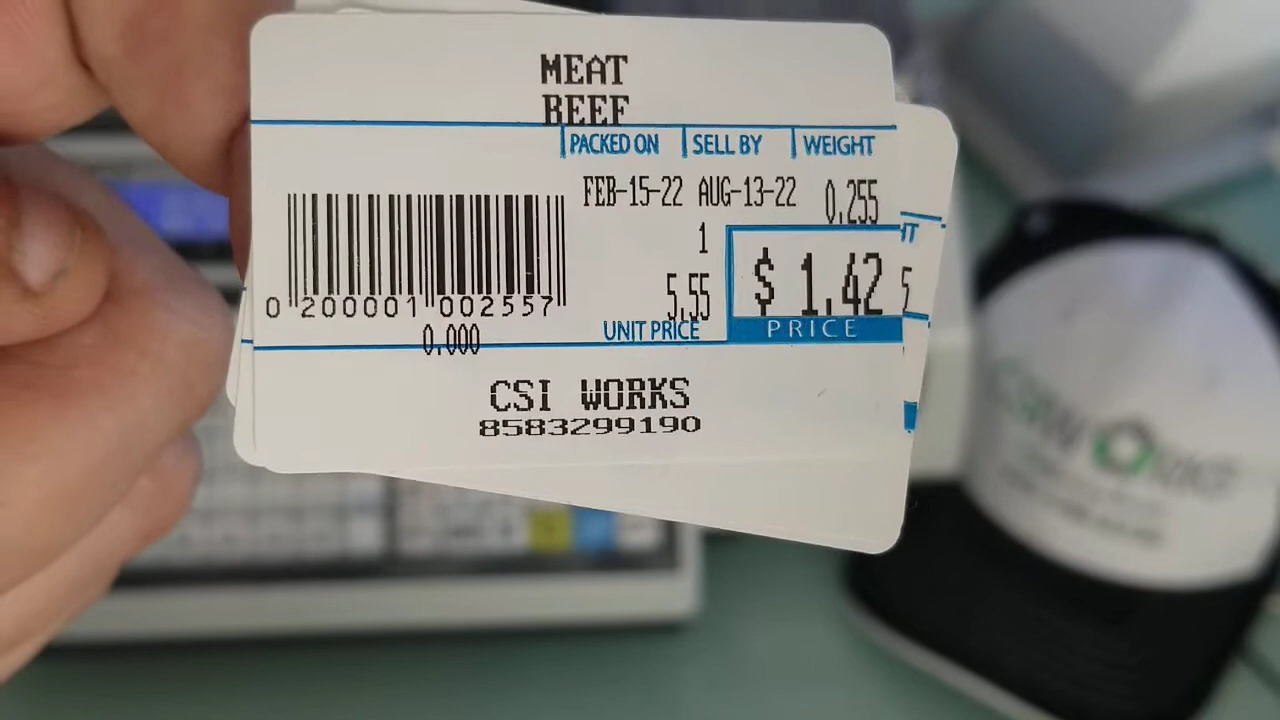 MEAT
BEEF
PACKED ON SELL BY WEIGHT
FEB-15-22 AUG-13-22 0.255
1
5.55 $ 1.42
UNIT PRICE PRICE
0 200001 002557
0.000
CSI WORKS
8583299190
5